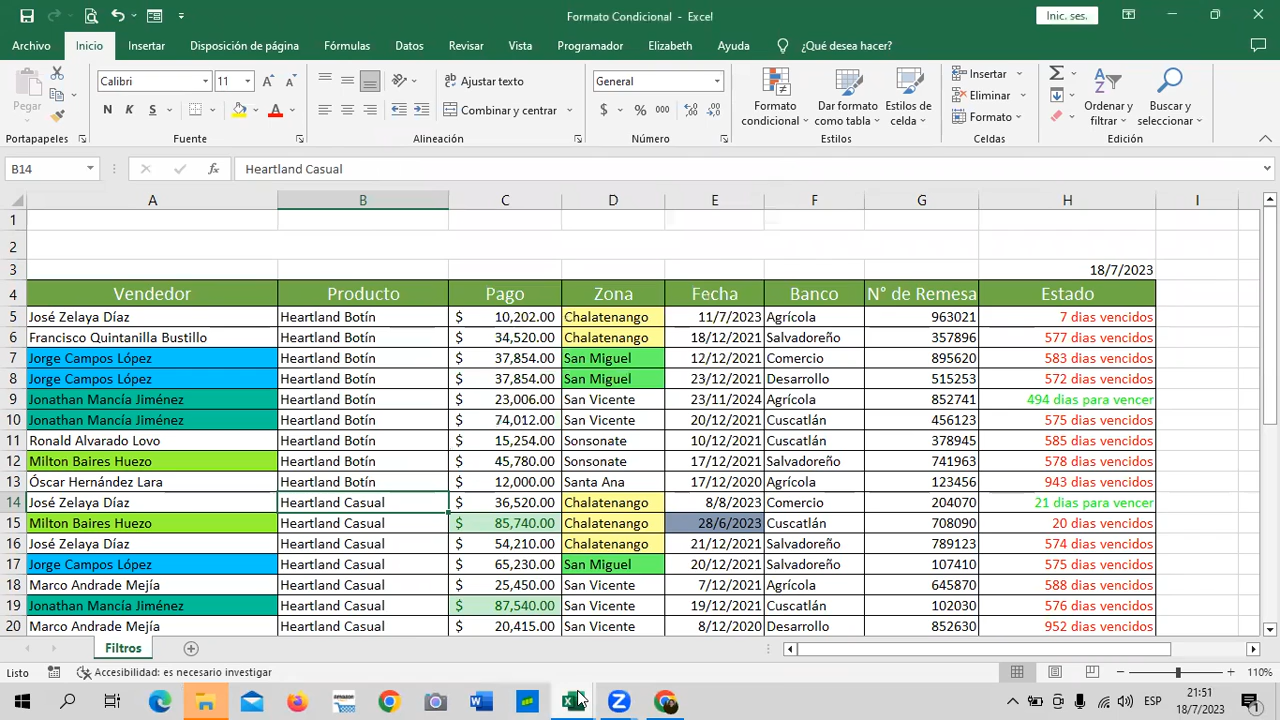 Formato Condicional - Excel
Inic. ses.
Archivo Inicio Insertar Disposición de página Fórmulas Datos Revisar Vista Programador Elizabeth Ayuda ¿Qué desea hacer?
Pegar Calibri 11 N K S Ajustar texto Combinar y centrar General $ % 000 Formato condicional Dar formato como tabla Estilos de celda Insertar Eliminar Formato Ordenar y filtrar Buscar y seleccionar
Portapapeles Fuente Alineación Número Estilos Celdas Edición
B14 fx Heartland Casual
A B C D E F G H I
1
2
3 18/7/2023
4 Vendedor Producto Pago Zona Fecha Banco N° de Remesa Estado
5 José Zelaya Díaz Heartland Botín $ 10,202.00 Chalatenango 11/7/2023 Agrícola 963021 7 dias vencidos
6 Francisco Quintanilla Bustillo Heartland Botín $ 34,520.00 Chalatenango 18/12/2021 Salvadoreño 357896 577 dias vencidos
7 Jorge Campos López Heartland Botín $ 37,854.00 San Miguel 12/12/2021 Comercio 895620 583 dias vencidos
8 Jorge Campos López Heartland Botín $ 37,854.00 San Miguel 23/12/2021 Desarrollo 515253 572 dias vencidos
9 Jonathan Mancía Jiménez Heartland Botín $ 23,006.00 San Vicente 23/11/2024 Agrícola 852741 494 dias para vencer
10 Jonathan Mancía Jiménez Heartland Botín $ 74,012.00 San Vicente 20/12/2021 Cuscatlán 456123 575 dias vencidos
11 Ronald Alvarado Lovo Heartland Botín $ 15,254.00 Sonsonate 10/12/2021 Cuscatlán 378945 585 dias vencidos
12 Milton Baires Huezo Heartland Botín $ 45,780.00 Sonsonate 17/12/2021 Salvadoreño 741963 578 dias vencidos
13 Óscar Hernández Lara Heartland Botín $ 12,000.00 Santa Ana 17/12/2020 Agrícola 123456 943 dias vencidos
14 José Zelaya Díaz Heartland Casual $ 36,520.00 Chalatenango 8/8/2023 Comercio 204070 21 dias para vencer
15 Milton Baires Huezo Heartland Casual $ 85,740.00 Chalatenango 28/6/2023 Cuscatlán 708090 20 dias vencidos
16 José Zelaya Díaz Heartland Casual $ 54,210.00 Chalatenango 21/12/2021 Salvadoreño 789123 574 dias vencidos
17 Jorge Campos López Heartland Casual $ 65,230.00 San Miguel 20/12/2021 Salvadoreño 107410 575 dias vencidos
18 Marco Andrade Mejía Heartland Casual $ 25,450.00 San Vicente 7/12/2021 Agrícola 645870 588 dias vencidos
19 Jonathan Mancía Jiménez Heartland Casual $ 87,540.00 San Vicente 19/12/2021 Cuscatlán 102030 576 dias vencidos
20 Marco Andrade Mejía Heartland Casual $ 20,415.00 San Vicente 8/12/2020 Desarrollo 852630 952 dias vencidos
Filtros
Listo Accesibilidad: es necesario investigar 110%
ESP 21:51
18/7/2023